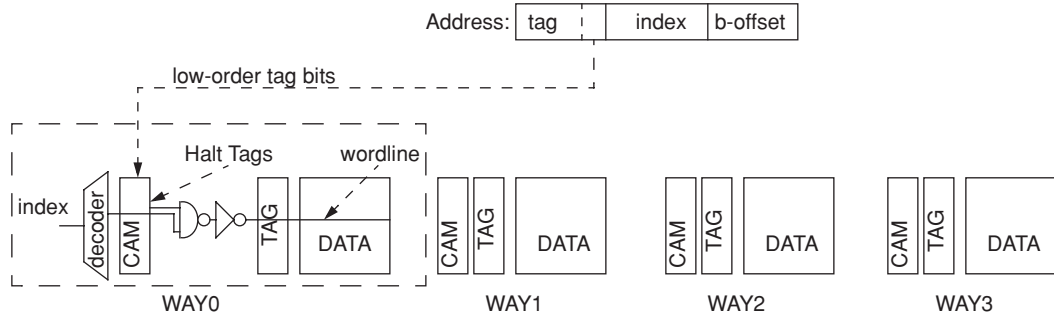 Address: tag index b-offset
low-order tag bits
Halt Tags
wordline
index
decoder
CAM
TAG
DATA
CAM
TAG
DATA
CAM
TAG
DATA
CAM
TAG
DATA
WAY0
WAY1
WAY2
WAY3